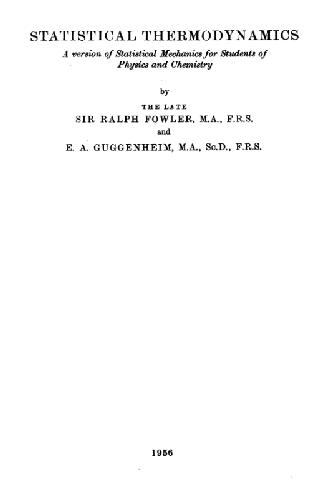 STATISTICAL THERMODYNAMICS
A version of Statistical Mechanics for Students of
Physics and Chemistry
by
THE LATE
SIR RALPH FOWLER, M.A., F.R.S.
and
E. A. GUGGENHEIM, M.A., Sc.D., F.R.S.
1956